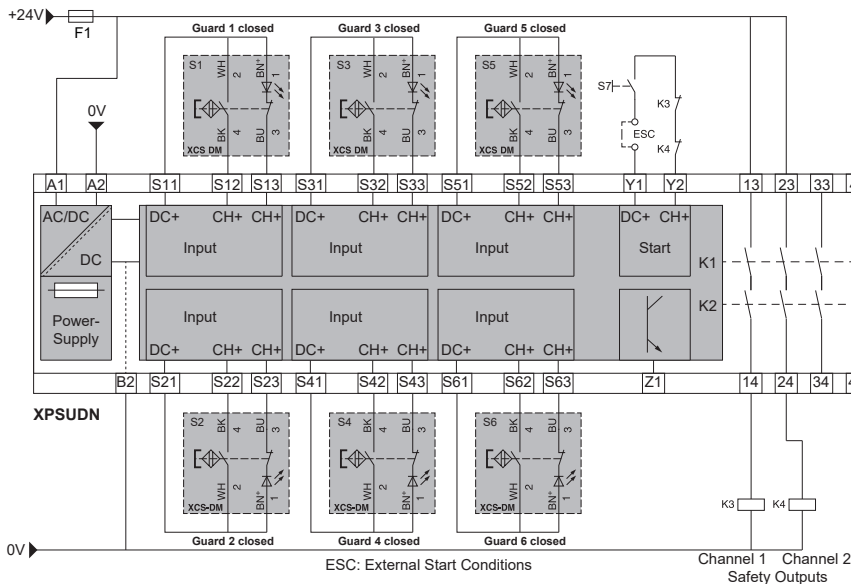 +24V
F1
0V
Guard 1 closed
Guard 3 closed
Guard 5 closed
S1 WH 2 BN+ 1
BK 4 BU 3
XCS DM
S3 WH 2 BN+ 1
BK 4 BU 3
XCS DM
S5 WH 2 BN+ 1
BK 4 BU 3
XCS DM
S7
ESC
K3
K4
A1 A2 S11 S12 S13 S31 S32 S33 S51 S52 S53 Y1 Y2 13 23 33
AC/DC
DC
Power-
Supply
DC+ CH+ CH+
Input
DC+ CH+ CH+
Input
DC+ CH+ CH+
Input
DC+ CH+
Start
K1
K2
Input
DC+ CH+ CH+
Input
DC+ CH+ CH+
Input
DC+ CH+ CH+
B2 S21 S22 S23 S41 S42 S43 S61 S62 S63 Z1 14 24 34
XPSUDN
S2 BK 4 BU 3
WH 2 BN+ 1
XCS-DM
S4 BK 4 BU 3
WH 2 BN+ 1
XCS-DM
S6 BK 4 BU 3
WH 2 BN+ 1
XCS-DM
K3
K4
Guard 2 closed
Guard 4 closed
Guard 6 closed
0V
ESC: External Start Conditions
Channel 1 Channel 2
Safety Outputs